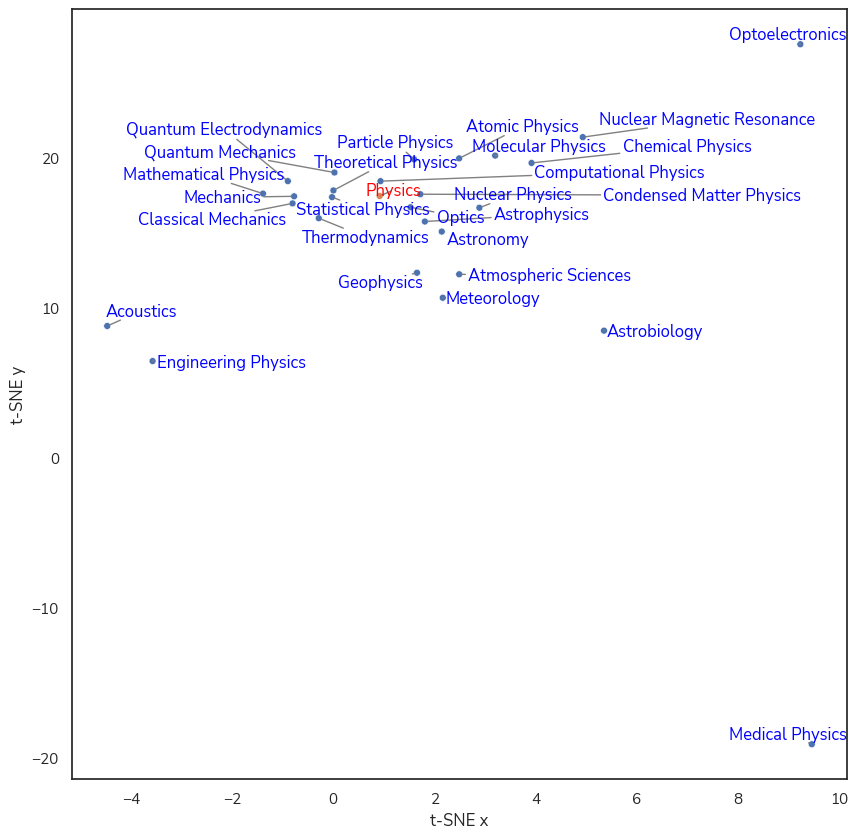 Optoelectronics
Nuclear Magnetic Resonance
Atomic Physics
Quantum Electrodynamics
Particle Physics
Molecular Physics
Chemical Physics
Quantum Mechanics
Theoretical Physics
Mathematical Physics
Computational Physics
Physics
Nuclear Physics
Condensed Matter Physics
Mechanics
Statistical Physics
Optics
Astrophysics
Classical Mechanics
Thermodynamics
Astronomy
Geophysics
Atmospheric Sciences
Meteorology
Acoustics
Astrobiology
Engineering Physics
Medical Physics
20
10
0
−10
−20
t-SNE y
−4 −2 0 2 4 6 8 10
t-SNE x